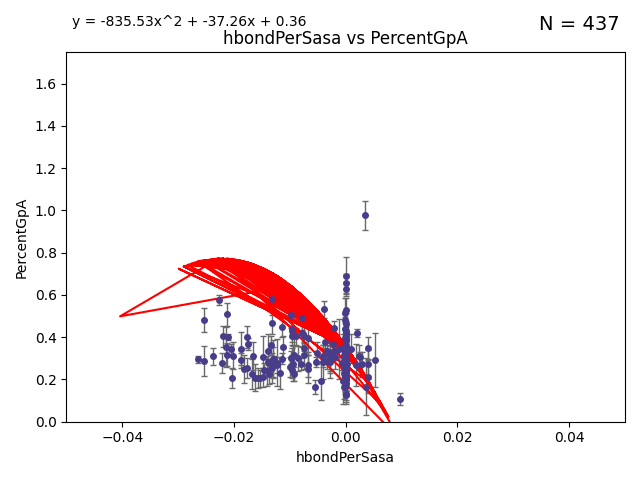 y = -835.53x^2 + -37.26x + 0.36
N = 437
hbondPerSasa vs PercentGpA
PercentGpA
1.6
1.4
1.2
1.0
0.8
0.6
0.4
0.2
0.0
−0.04 −0.02 0.00 0.02 0.04
hbondPerSasa